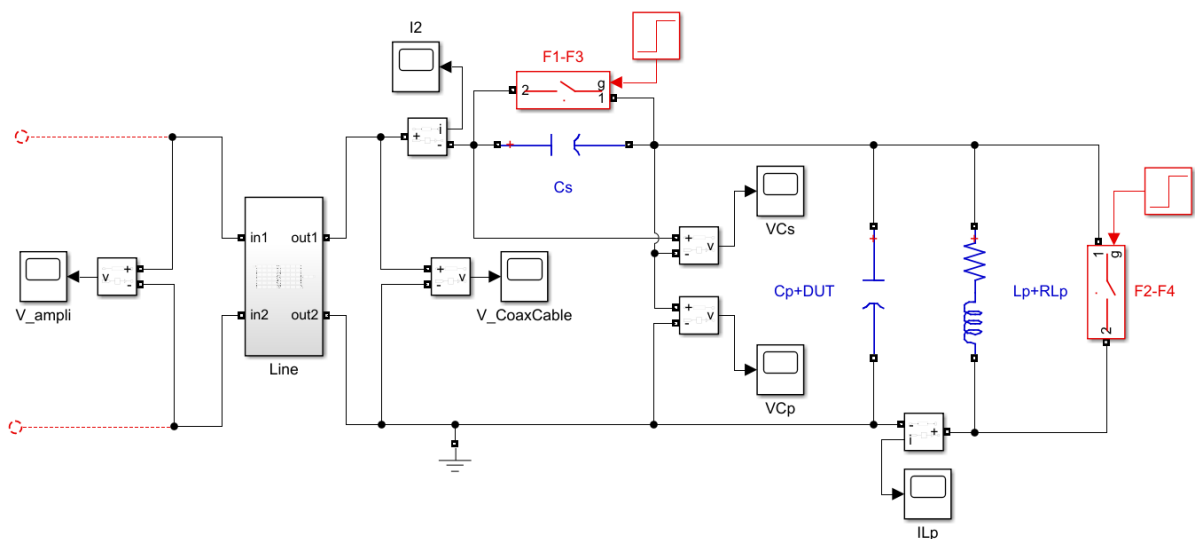 I2
F1-F3
2
g
1
+
i
-
+
Cs
in1
out1
in2
out2
Line
V_ampli
v
+
-
+
-
v
V_CoaxCable
+
-
v
VCs
+
-
v
VCp
+
Cp+DUT
+
Lp+RLp
1
g
2
F2-F4
-
+
i
ILp